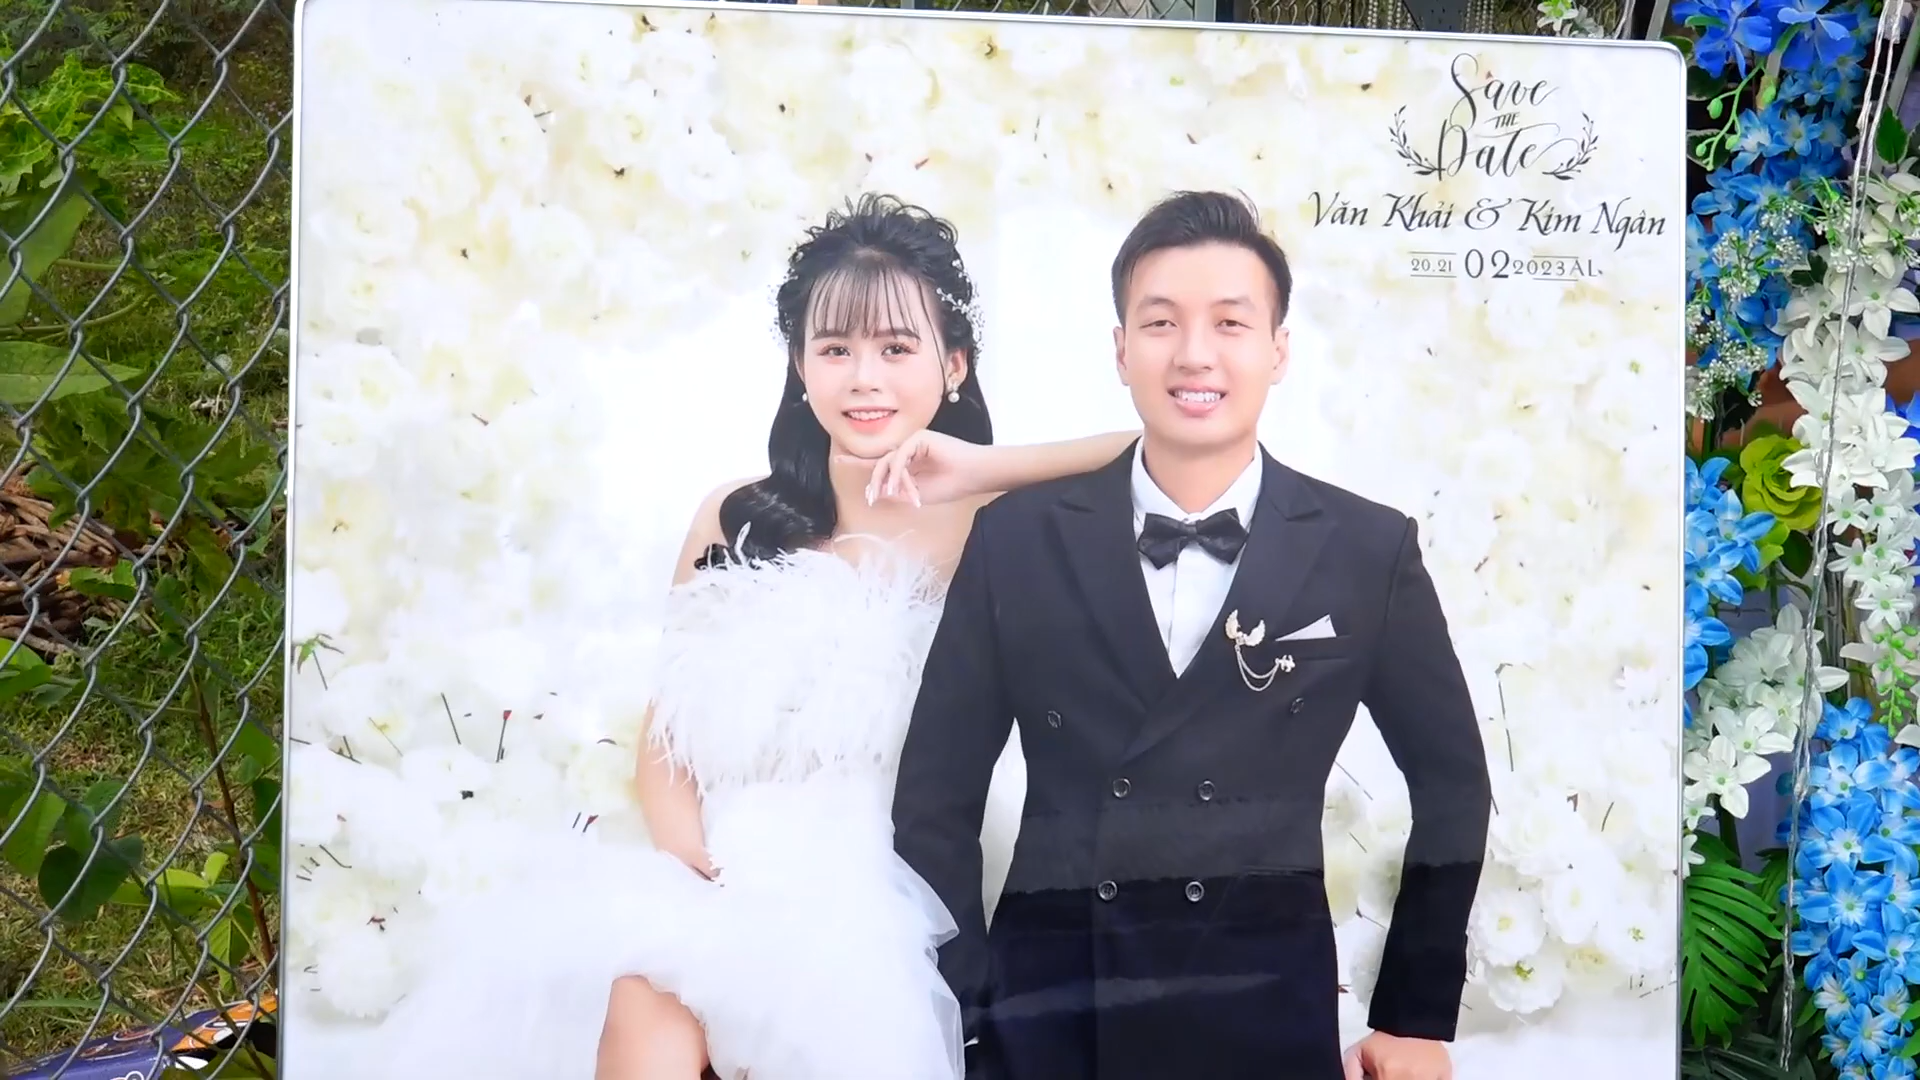 Save
THE
Date
Văn Khải & Kim Ngân
20.21 02 2023AL